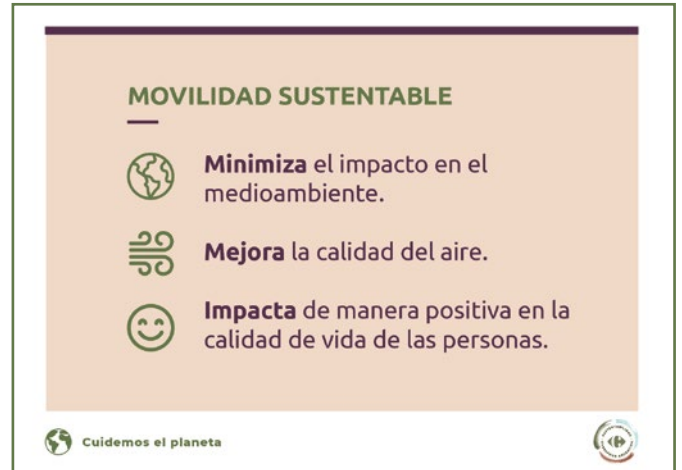 MOVILIDAD SUSTENTABLE
Minimiza el impacto en el
medioambiente.
Mejora la calidad del aire.
Impacta de manera positiva en la
calidad de vida de las personas.
Cuidemos el planeta